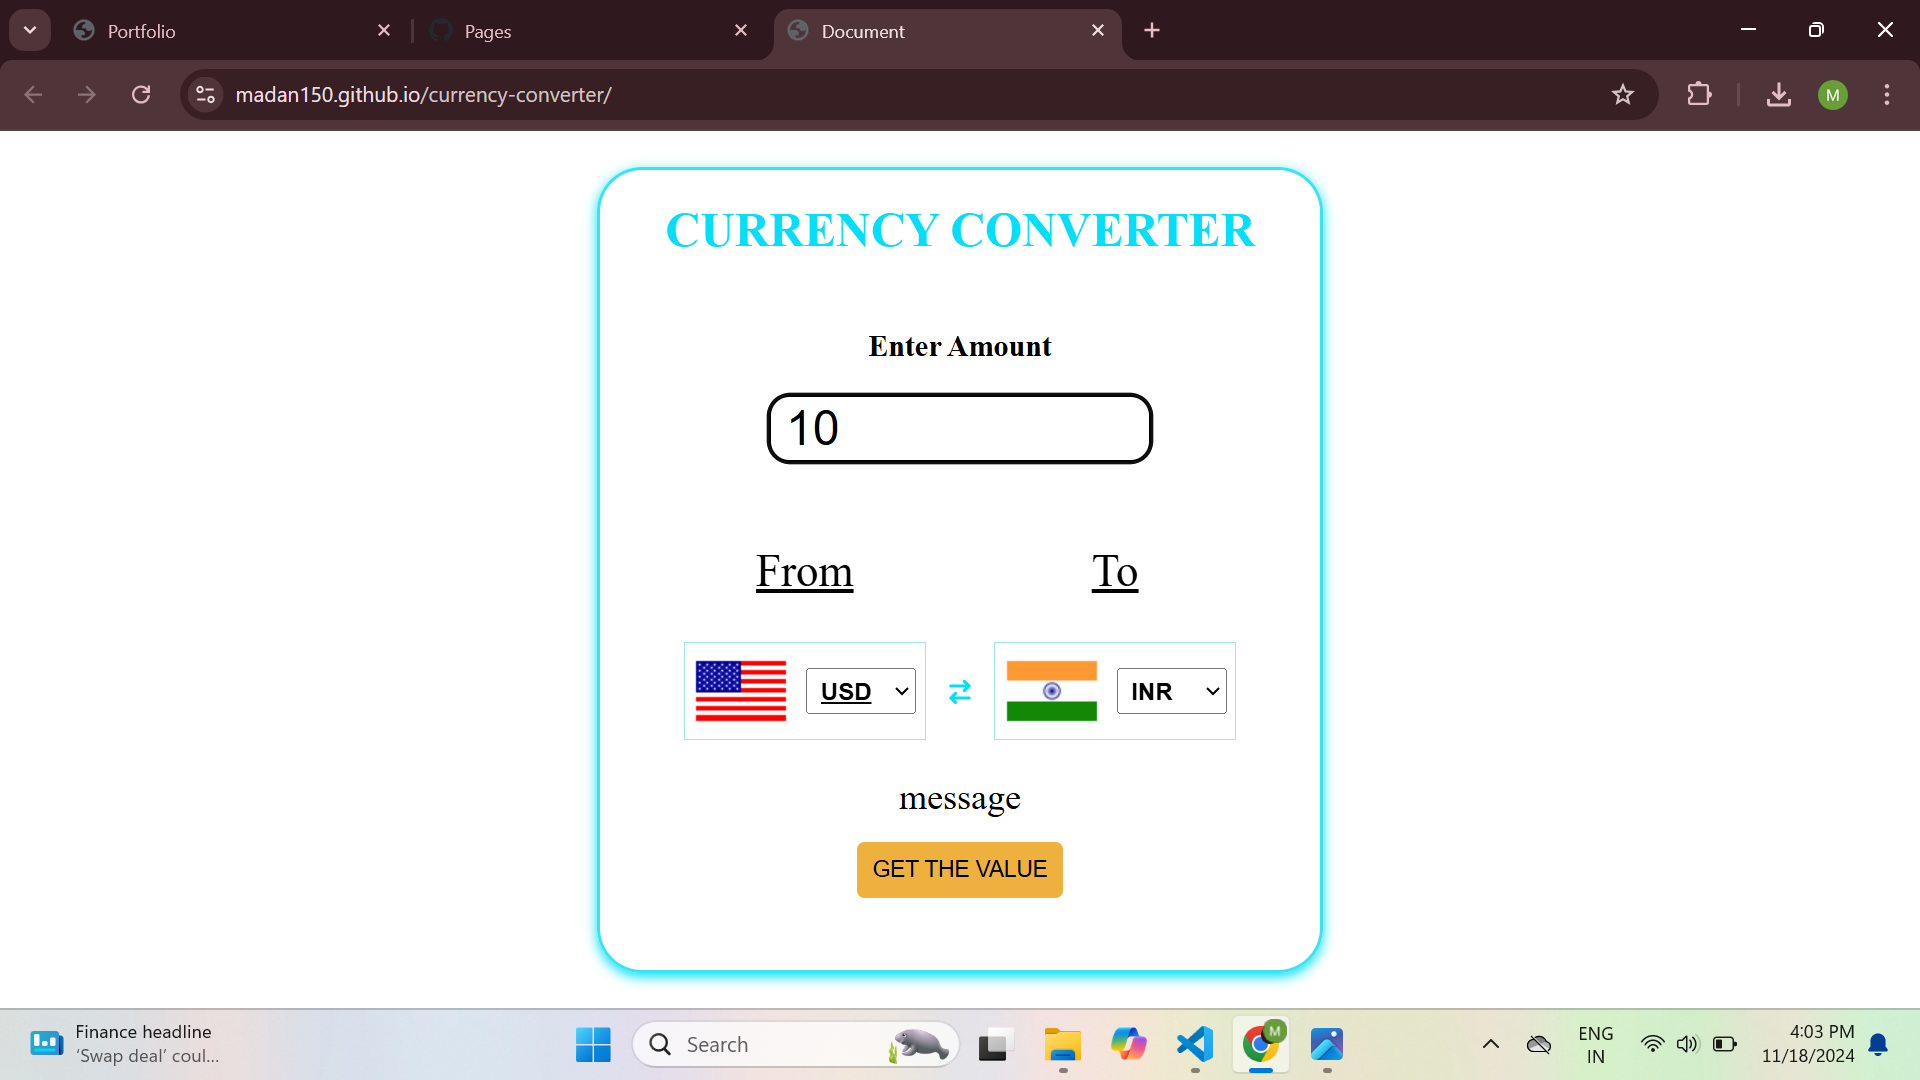 Portfolio
Pages
Document
madan150.github.io/currency-converter/
M
CURRENCY CONVERTER
Enter Amount
10
From
To
USD
INR
message
GET THE VALUE
Finance headline
‘Swap deal’ coul...
Search
M
ENG
IN
4:03 PM
11/18/2024